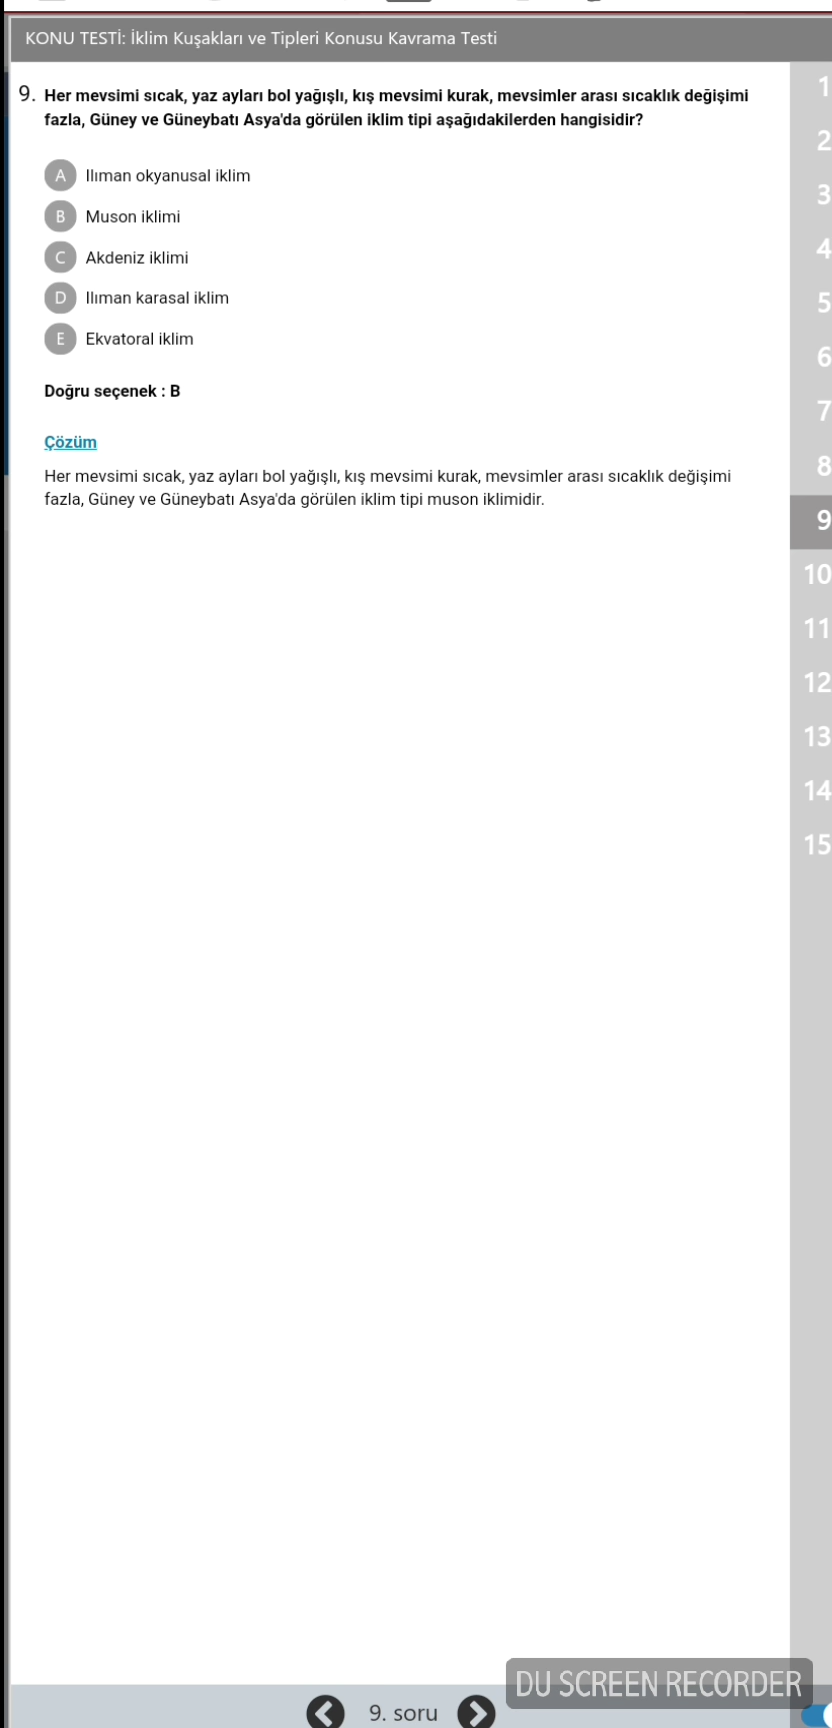 KONU TESTİ: İklim Kuşakları ve Tipleri Konusu Kavrama Testi
9. Her mevsimi sıcak, yaz ayları bol yağışlı, kış mevsimi kurak, mevsimler arası sıcaklık değişimi
fazla, Güney ve Güneybatı Asya'da görülen iklim tipi aşağıdakilerden hangisidir?
A Ilıman okyanusal iklim
B Muson iklimi
C Akdeniz iklimi
D Ilıman karasal iklim
E Ekvatoral iklim
Doğru seçenek : B
Çözüm
Her mevsimi sıcak, yaz ayları bol yağışlı, kış mevsimi kurak, mevsimler arası sıcaklık değişimi
fazla, Güney ve Güneybatı Asya'da görülen iklim tipi muson iklimidir.
1
2
3
4
5
6
7
8
9
10
11
12
13
14
15
DU SCREEN RECORDER
9. soru